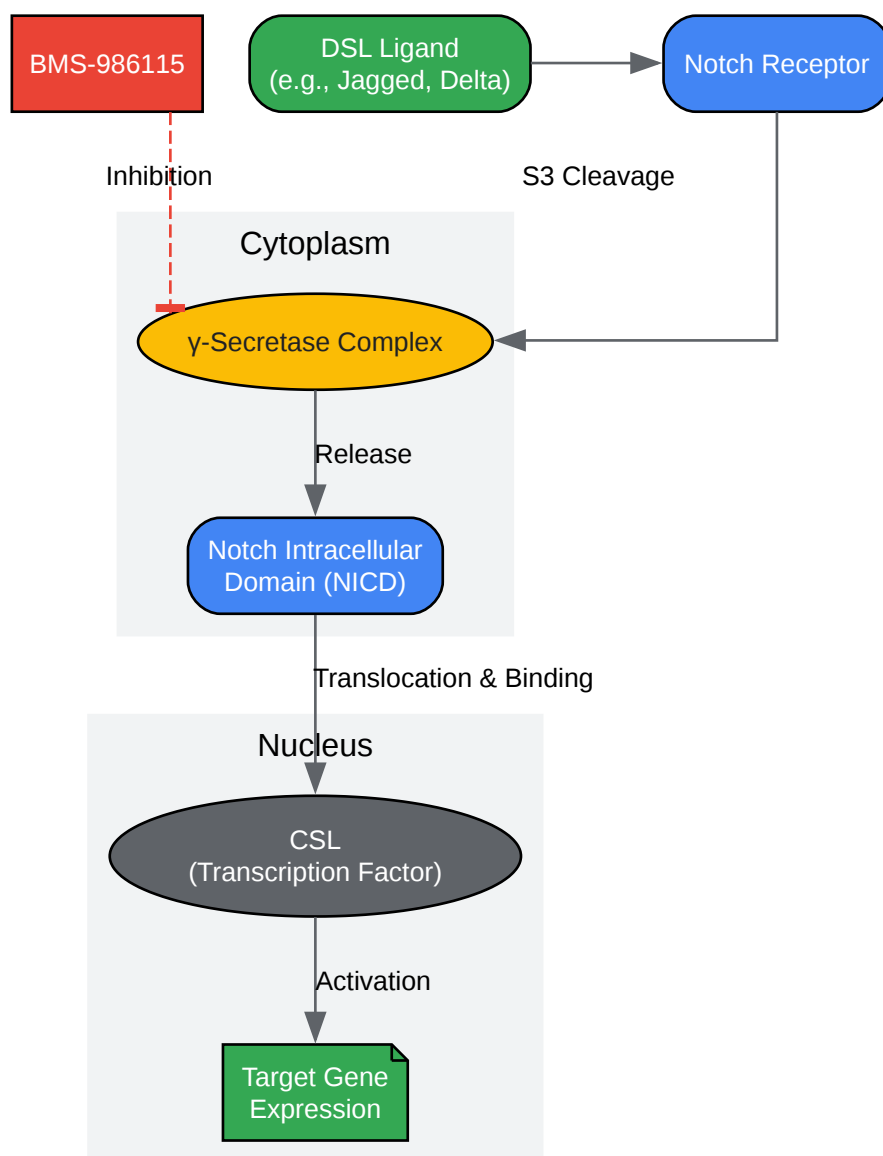 BMS-986115
DSL Ligand
(e.g., Jagged, Delta)
Notch Receptor
Inhibition
S3 Cleavage
Cytoplasm
γ-Secretase Complex
Release
Notch Intracellular
Domain (NICD)
Translocation & Binding
Nucleus
CSL
(Transcription Factor)
Activation
Target Gene
Expression